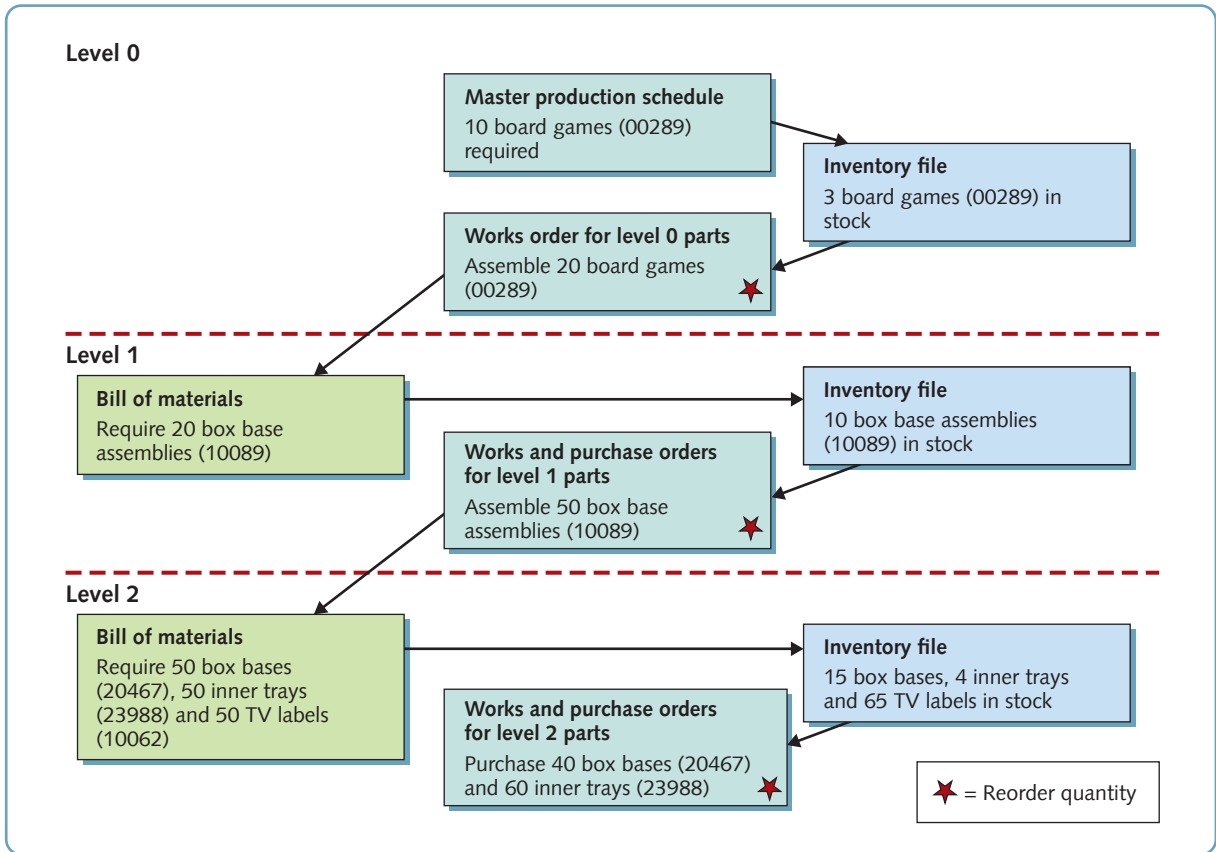 Level 0
Master production schedule
10 board games (00289)
required
Inventory file
3 board games (00289) in
stock
Works order for level 0 parts
Assemble 20 board games
(00289)
Level 1
Bill of materials
Require 20 box base
assemblies (10089)
Inventory file
10 box base assemblies
(10089) in stock
Works and purchase orders
for level 1 parts
Assemble 50 box base
assemblies (10089)
Level 2
Bill of materials
Require 50 box bases
(20467), 50 inner trays
(23988) and 50 TV labels
(10062)
Inventory file
15 box bases, 4 inner trays
and 65 TV labels in stock
Works and purchase orders
for level 2 parts
Purchase 40 box bases (20467)
and 60 inner trays (23988)
= Reorder quantity